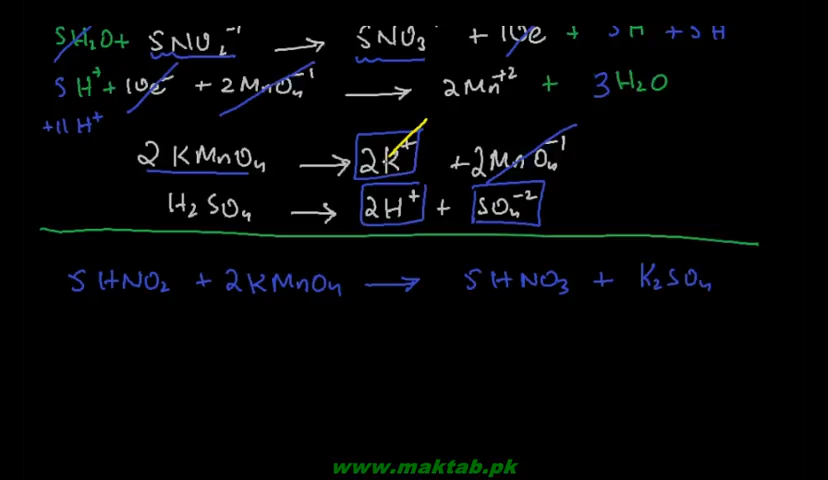 5H₂O + 5NO₂⁻¹ → 5NO₃ + 10e + 5H + 5H
5H⁺ + 10e⁻ + 2MnO₄⁻¹ → 2Mn⁺² + 3H₂O
+11H⁺
2KMnO₄ → 2K⁺ + 2MnO₄⁻¹
H₂SO₄ → 2H⁺ + SO₄⁻²
5HNO₂ + 2KMnO₄ → 5HNO₃ + K₂SO₄
www.maktab.pk